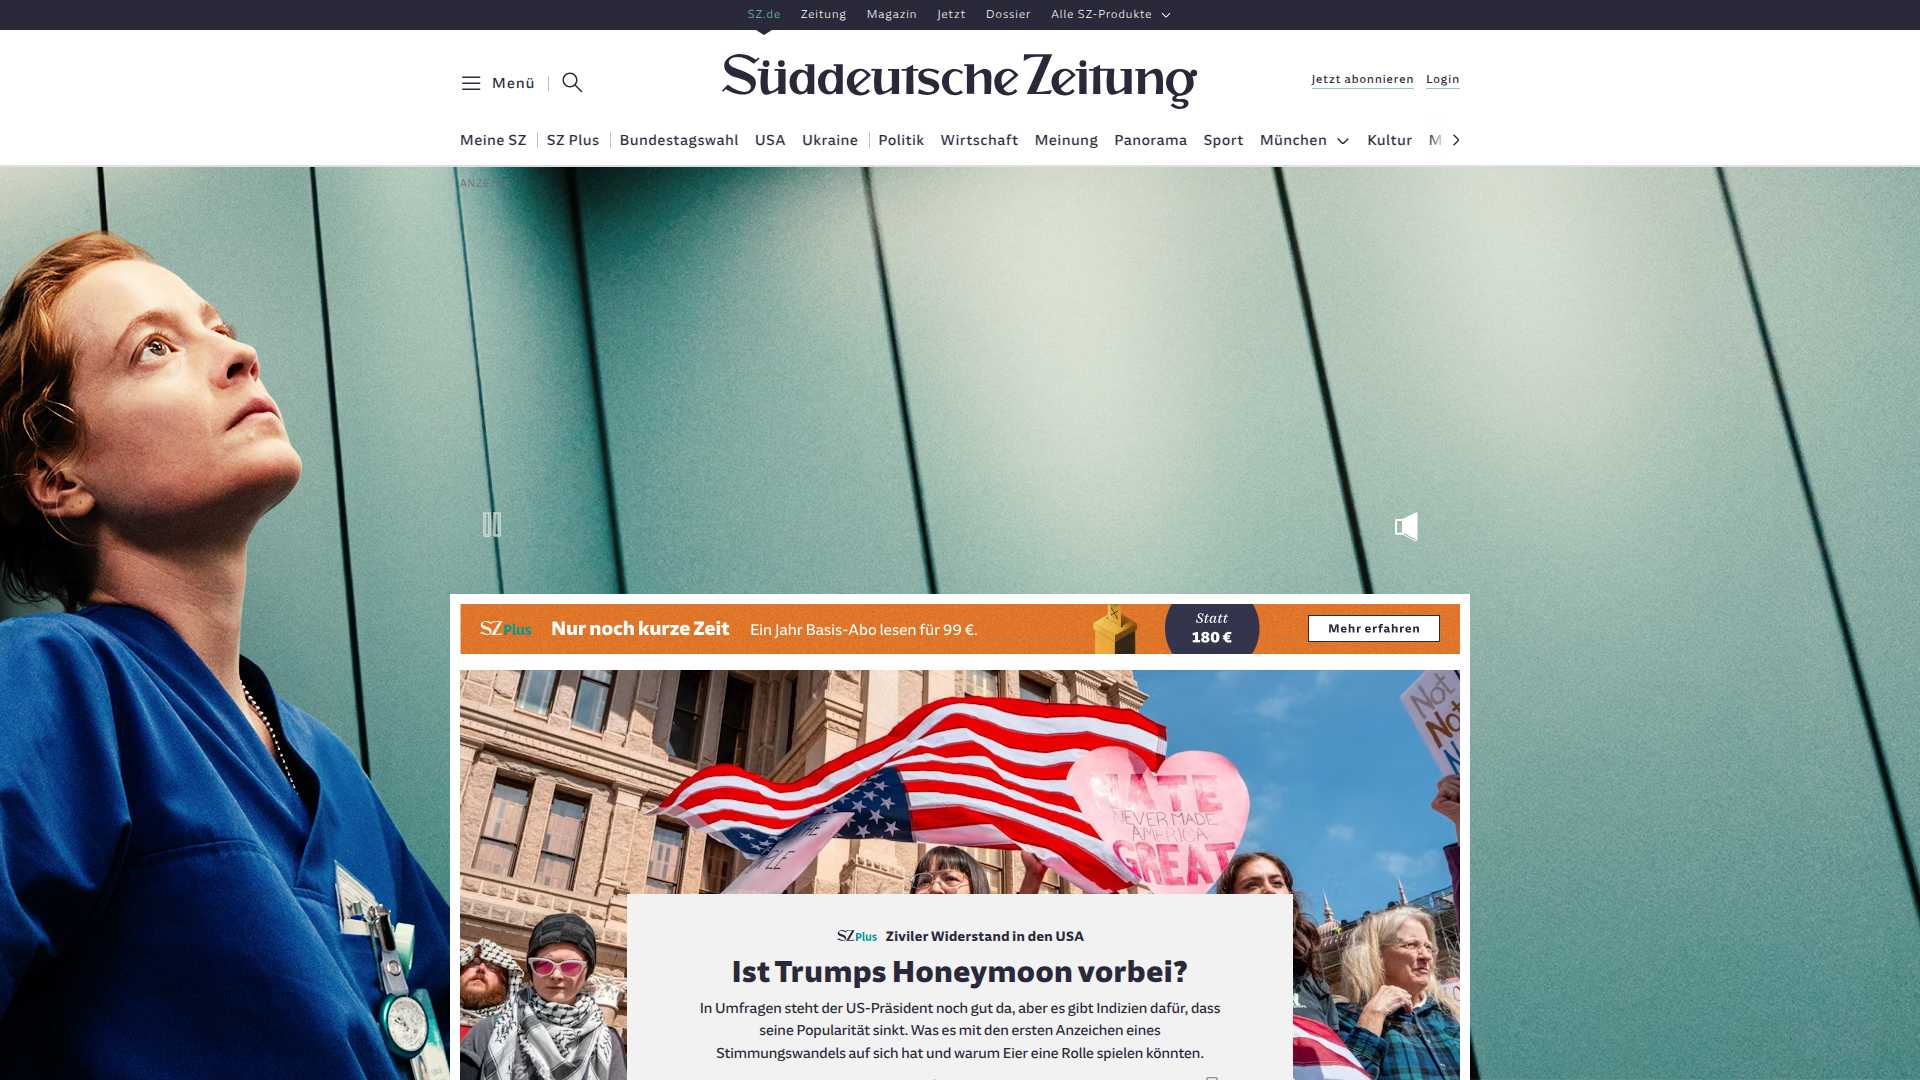 SZ.de Zeitung Magazin Jetzt Dossier Alle SZ-Produkte
Menü
Süddeutsche Zeitung
Jetzt abonnieren Login
Meine SZ SZ Plus Bundestagswahl USA Ukraine Politik Wirtschaft Meinung Panorama Sport München Kultur M
SZ Plus Nur noch kurze Zeit Ein Jahr Basis-Abo lesen für 99 €.
Statt
180 €
Mehr erfahren
Not
HATE
NEVER MADE
AMERICA
GREAT
SZ Plus Ziviler Widerstand in den USA
Ist Trumps Honeymoon vorbei?
In Umfragen steht der US-Präsident noch gut da, aber es gibt Indizien dafür, dass
seine Popularität sinkt. Was es mit den ersten Anzeichen eines
Stimmungswandels auf sich hat und warum Eier eine Rolle spielen könnten.